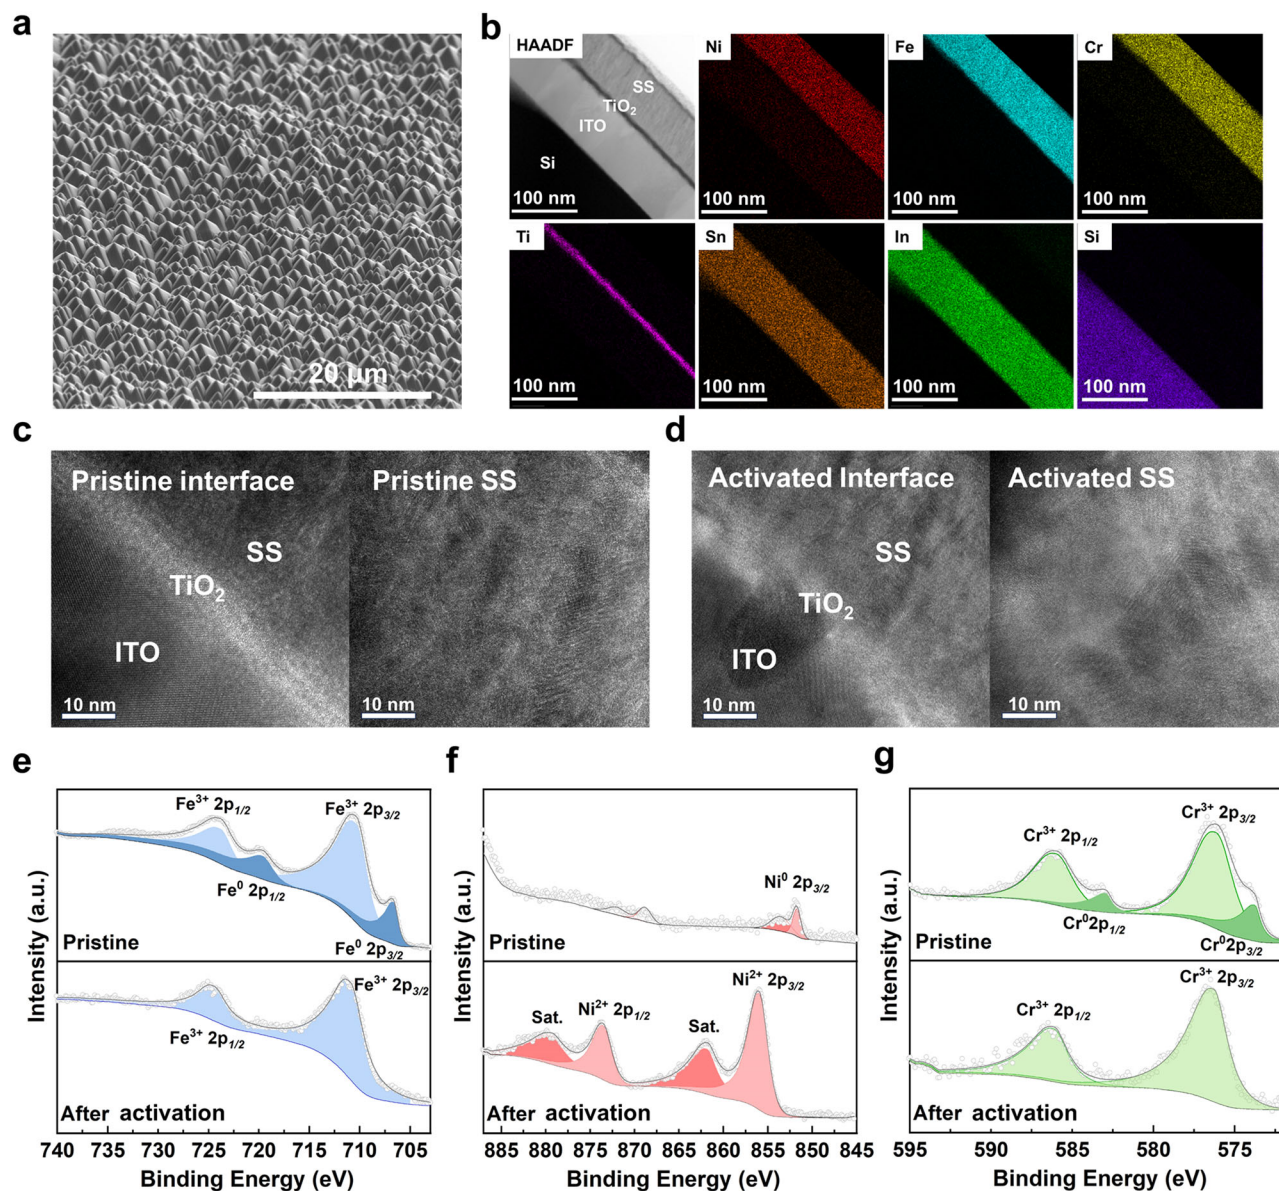 a
20 μm
b
HAADF
SS
TiO2
ITO
Si
100 nm
Ni
100 nm
Fe
100 nm
Cr
100 nm
Ti
100 nm
Sn
100 nm
In
100 nm
Si
100 nm
c
Pristine interface
SS
TiO2
ITO
10 nm
Pristine SS
10 nm
d
Activated Interface
SS
TiO2
ITO
10 nm
Activated SS
10 nm
e
Intensity (a.u.)
Fe3+ 2p1/2
Fe3+ 2p3/2
Fe0 2p1/2
Fe0 2p3/2
Pristine
Fe3+ 2p3/2
Fe3+ 2p1/2
After activation
740 735 730 725 720 715 710 705
Binding Energy (eV)
f
Intensity (a.u.)
Ni0 2p3/2
Pristine
Ni2+ 2p3/2
Ni2+ 2p1/2
Sat.
Sat.
After activation
885 880 875 870 865 860 855 850 845
Binding Energy (eV)
g
Intensity (a.u.)
Cr3+ 2p3/2
Cr3+ 2p1/2
Cr02p1/2
Cr02p3/2
Pristine
Cr3+ 2p3/2
Cr3+ 2p1/2
After activation
595 590 585 580 575
Binding Energy (eV)